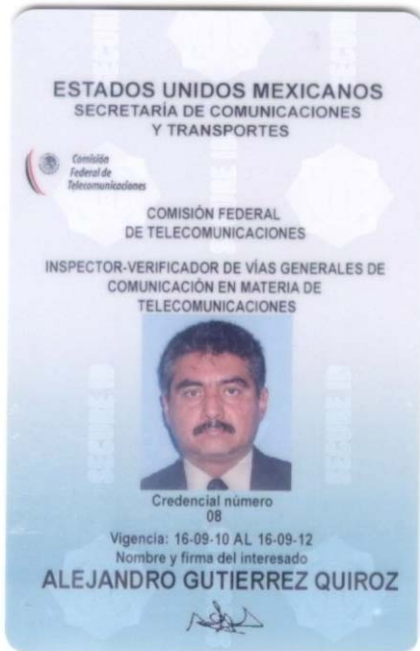 ESTADOS UNIDOS MEXICANOS
SECRETARÍA DE COMUNICACIONES
Y TRANSPORTES
Comisión
Federal de
Telecomunicaciones
COMISIÓN FEDERAL
DE TELECOMUNICACIONES
INSPECTOR-VERIFICADOR DE VÍAS GENERALES DE
COMUNICACIÓN EN MATERIA DE
TELECOMUNICACIONES
Credencial número
08
Vigencia: 16-09-10 AL 16-09-12
Nombre y firma del interesado
ALEJANDRO GUTIERREZ QUIROZ